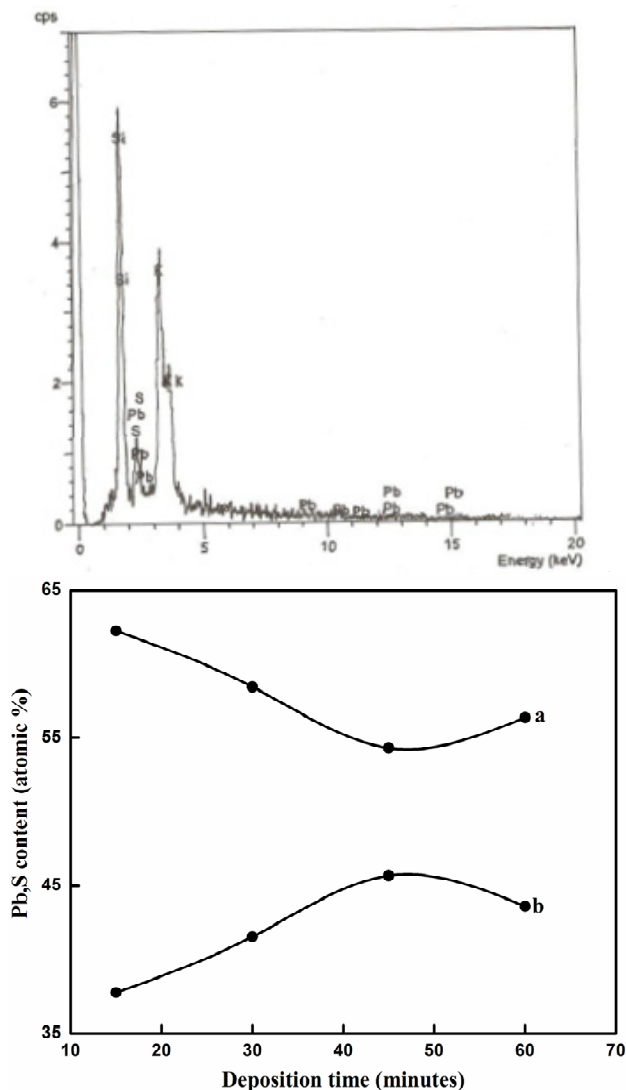 cps
6
Si
4
K
Si
2
K K
S
Pb
S
Pb
Pb
Pb Pb
Pb Pb Pb Pb Pb
0
0 5 10 15 20
Energy (keV)
65
a
55
Pb,S content (atomic %)
45
b
35
10 20 30 40 50 60 70
Deposition time (minutes)